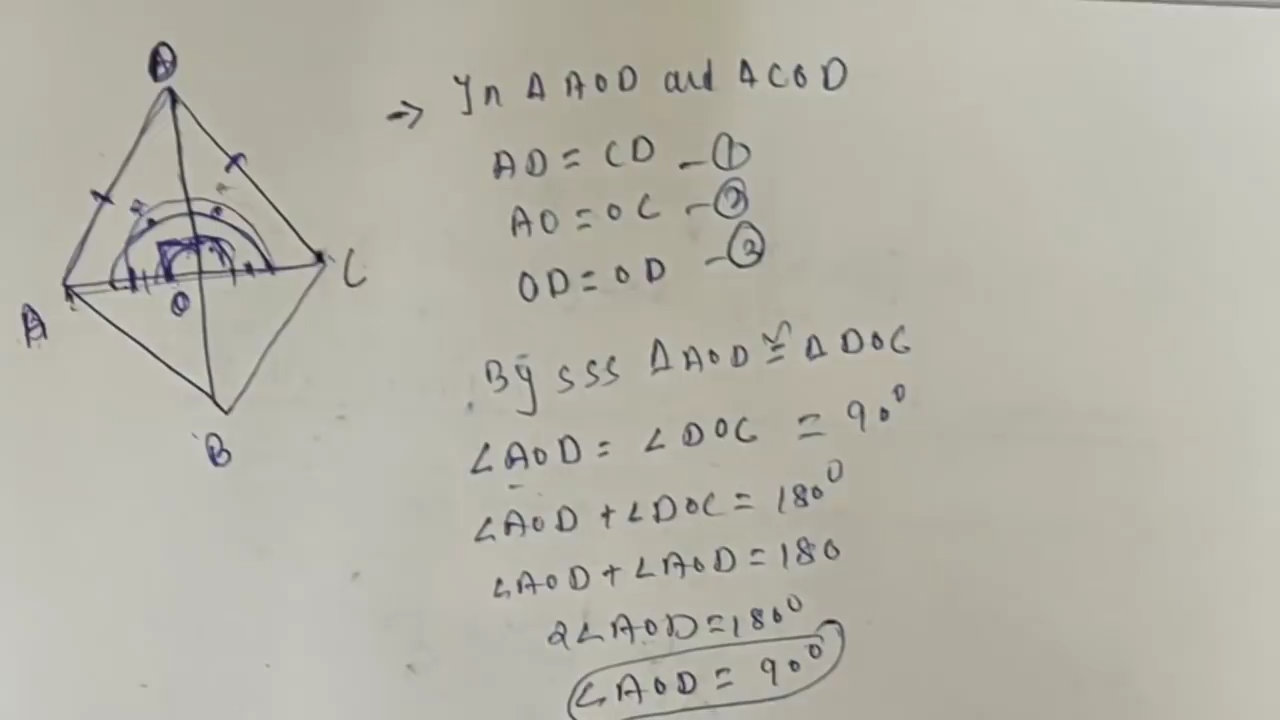 D
A
O
C
B
→ In Δ AOD and ΔCOD
AD = CD - ①
AO = OC - ②
OD = OD - ③
By SSS ΔAOD ≅ ΔDOC
∠AOD = ∠DOC = 90°
∠AOD + ∠DOC = 180°
∠AOD + ∠AOD = 180
2∠AOD = 180°
∠AOD = 90°